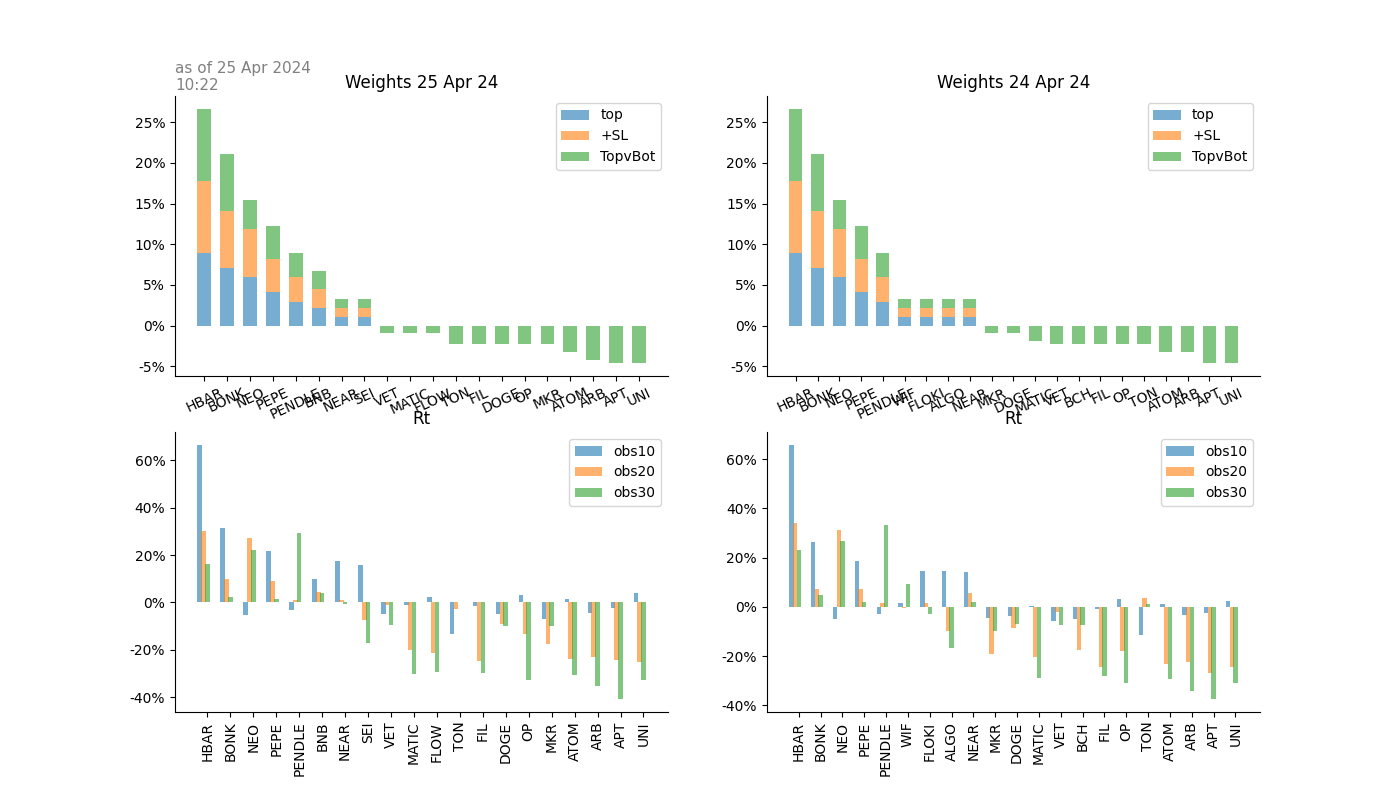 as of 25 Apr 2024
10:22
Weights 25 Apr 24
25%
20%
15%
10%
5%
0%
-5%
top
+SL
TopvBot
HBAR BONK NEO PEPE PENDLE BNB NEAR SEI VET MATIC FLOW TON FIL DOGE OP MKR ATOM ARB APT UNI
Weights 24 Apr 24
25%
20%
15%
10%
5%
0%
-5%
top
+SL
TopvBot
HBAR BONK NEO PEPE PENDLE WIF FLOKI ALGO NEAR MKR DOGE MATIC VET BCH FIL OP TON ATOM ARB APT UNI
Rt
60%
40%
20%
0%
-20%
-40%
obs10
obs20
obs30
HBAR BONK NEO PEPE PENDLE BNB NEAR SEI VET MATIC FLOW TON FIL DOGE OP MKR ATOM ARB APT UNI
Rt
60%
40%
20%
0%
-20%
-40%
obs10
obs20
obs30
HBAR BONK NEO PEPE PENDLE WIF FLOKI ALGO NEAR MKR DOGE MATIC VET BCH FIL OP TON ATOM ARB APT UNI